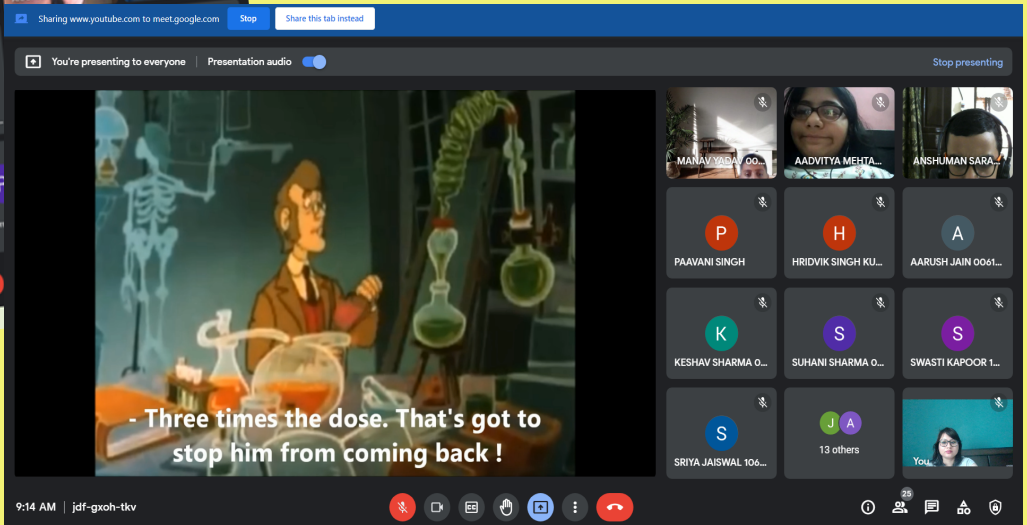 Sharing www.youtube.com to meet.google.com Stop Share this tab instead
You're presenting to everyone Presentation audio Stop presenting
MANAV YADAV 00... AADVITYA MEHTA... ANSHUMAN SARA...
P H A
PAAVANI SINGH HRIDVIK SINGH KU... AARUSH JAIN 0061...
K S S
KESHAV SHARMA 0... SUHANI SHARMA 0... SWASTI KAPOOR 1...
- Three times the dose. That's got to
stop him from coming back !
S J A
SRIYA JAISWAL 106... 13 others You
9:14 AM | jdf-gxoh-tkv CC 25